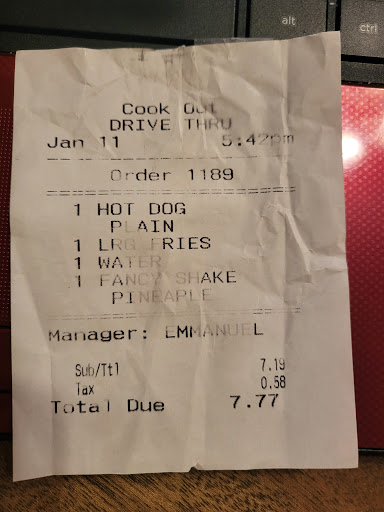 alt
ctrl
Cook Out
DRIVE THRU
Jan 11 5:42pm
Order 1189
1 HOT DOG
PLAIN
1 LRG FRIES
1 WATER
1 FANCY SHAKE
PINEAPLE
Manager: EMMANUEL
Sub/Ttl 7.19
Tax 0.58
Total Due 7.77